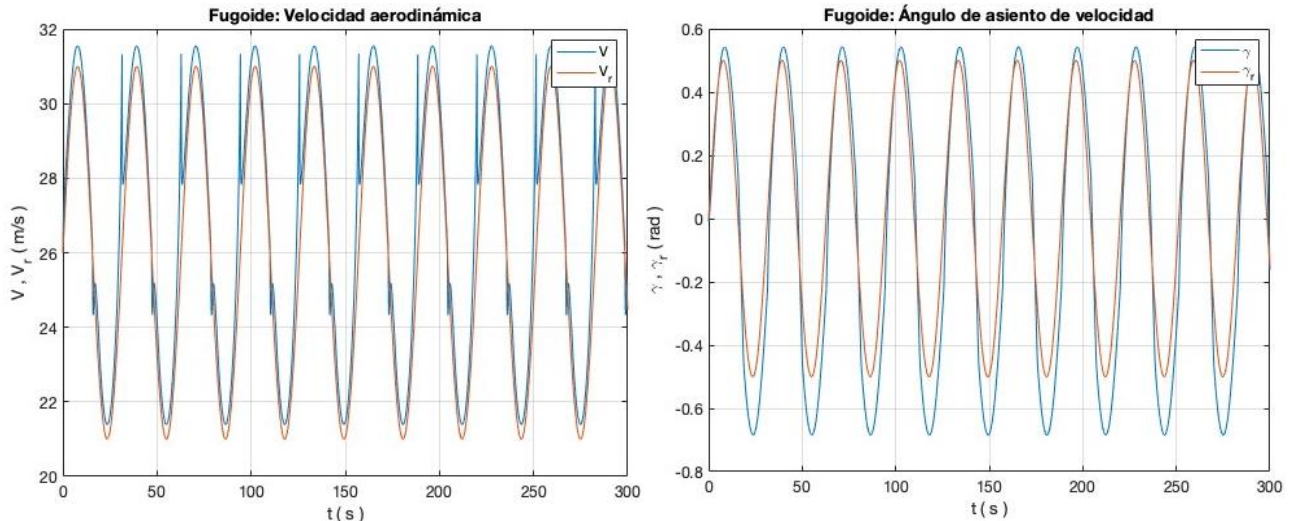 Fugoide: Velocidad aerodinámica
32
30
28
26
24
22
20
V , V_r ( m/s )
V
V_r
0
50
100
150
200
250
300
t ( s )
Fugoide: Ángulo de asiento de velocidad
0.6
0.4
0.2
0
-0.2
-0.4
-0.6
-0.8
γ , γ_r ( rad )
γ
γ_r
0
50
100
150
200
250
300
t ( s )